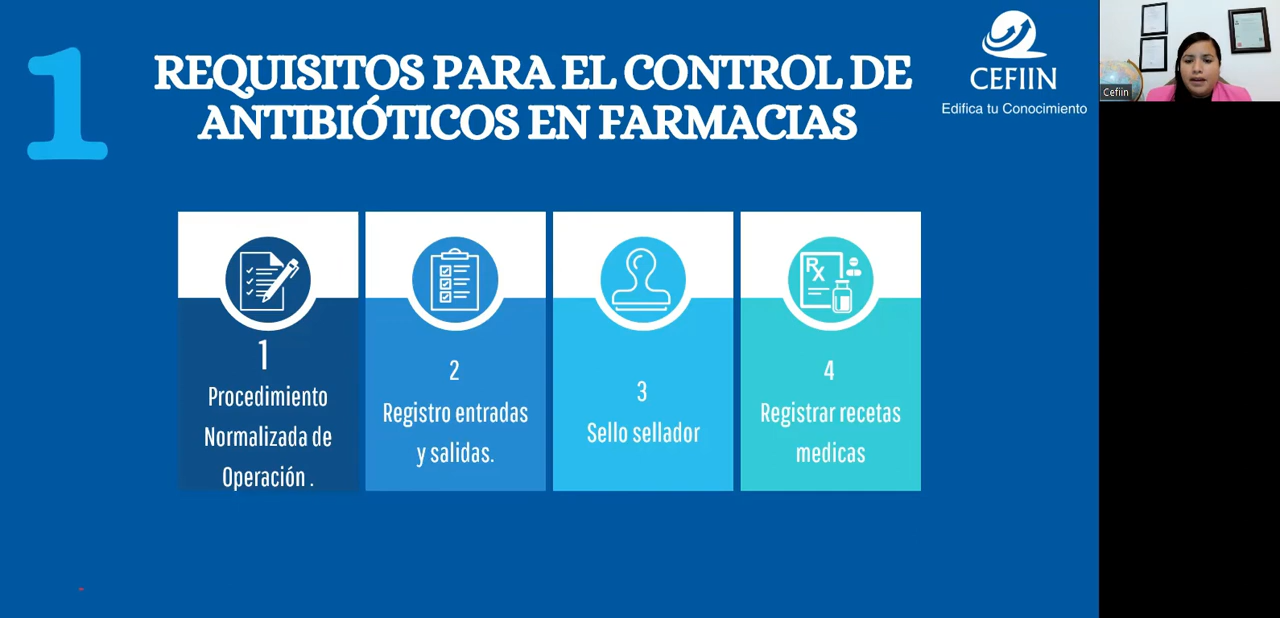 1
REQUISITOS PARA EL CONTROL DE
ANTIBIÓTICOS EN FARMACIAS
CEFIIN
Edifica tu Conocimiento
Cefiin
1
Procedimiento
Normalizada de
Operación .
2
Registro entradas
y salidas.
3
Sello sellador
Rx
4
Registrar recetas
medicas